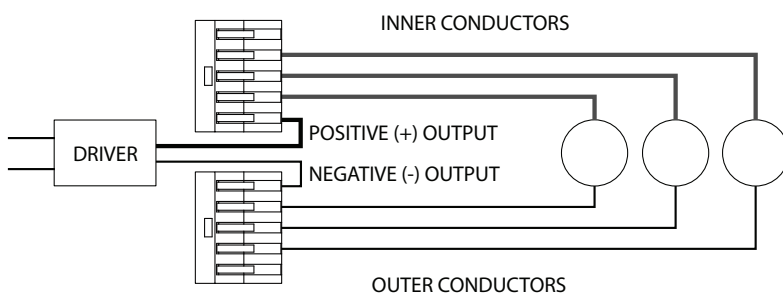 INNER CONDUCTORS
POSITIVE (+) OUTPUT
DRIVER
NEGATIVE (-) OUTPUT
OUTER CONDUCTORS